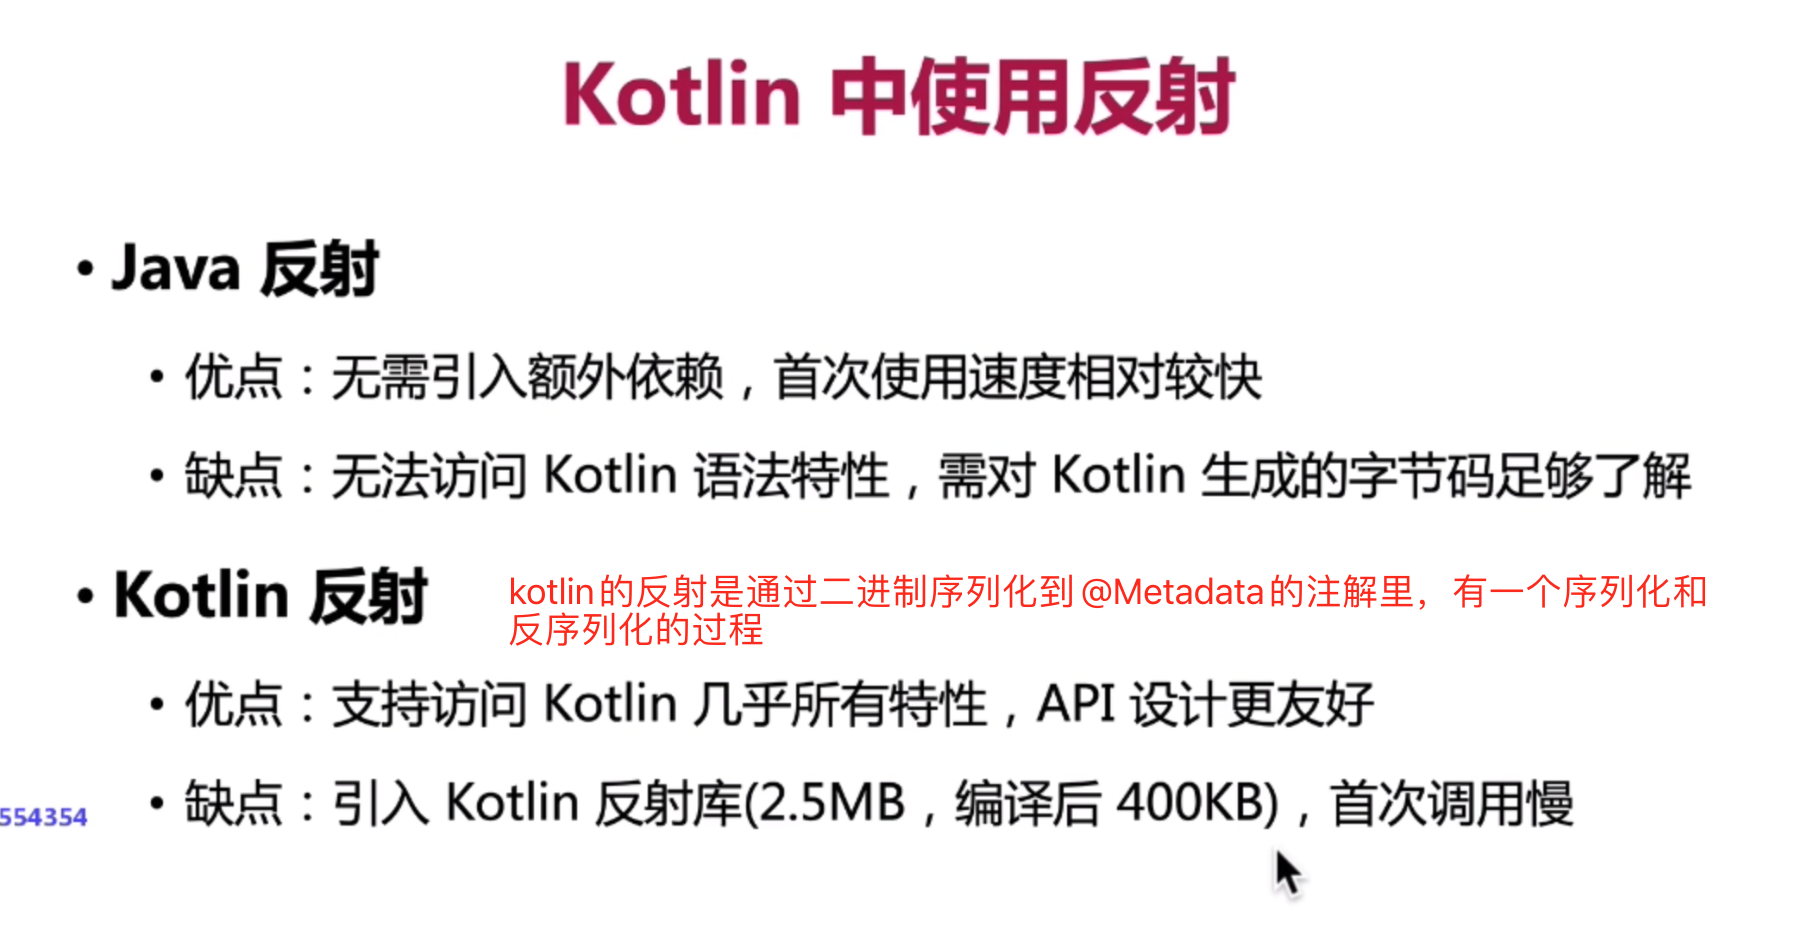 Kotlin 中使用反射
• Java 反射
• 优点：无需引入额外依赖，首次使用速度相对较快
• 缺点：无法访问 Kotlin 语法特性，需对 Kotlin 生成的字节码足够了解
• Kotlin 反射
kotlin的反射是通过二进制序列化到@Metadata的注解里，有一个序列化和
反序列化的过程
• 优点：支持访问 Kotlin 几乎所有特性，API 设计更友好
• 缺点：引入 Kotlin 反射库(2.5MB，编译后 400KB)，首次调用慢
554354